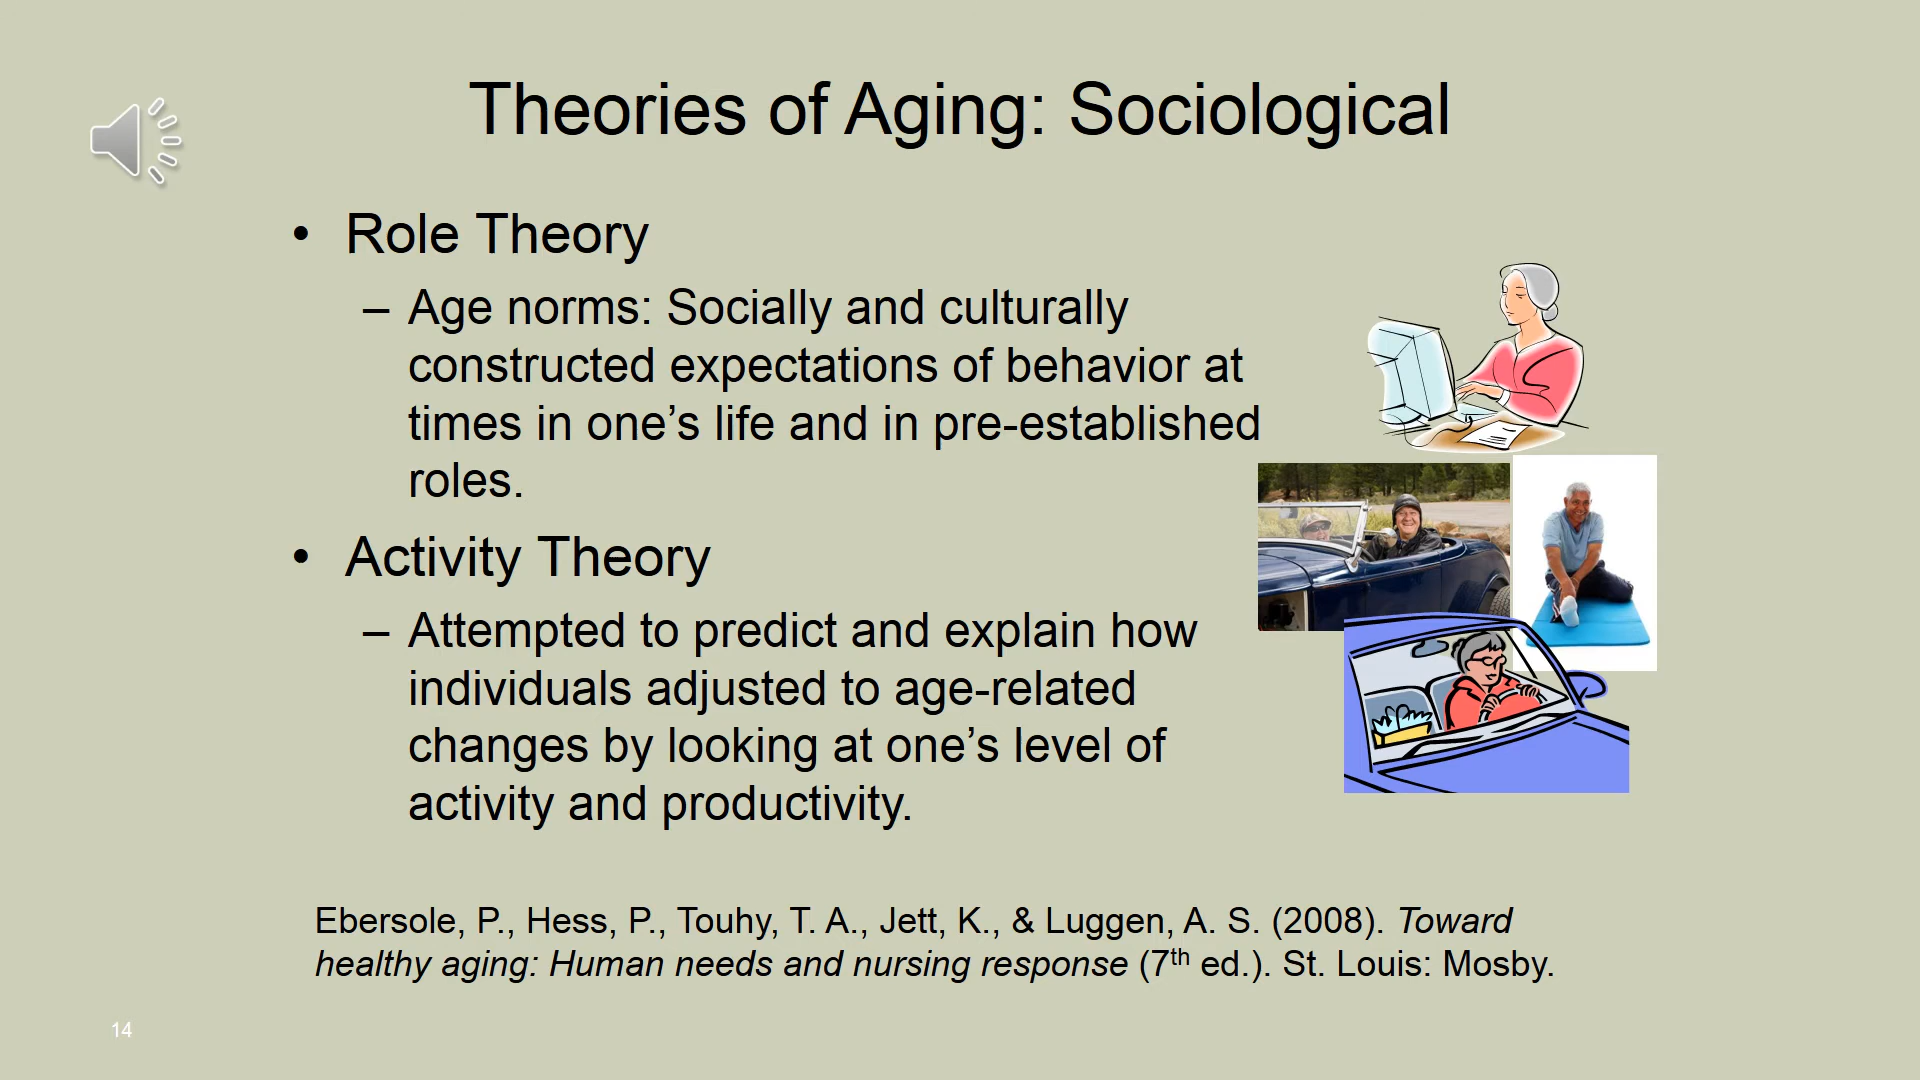 Theories of Aging: Sociological
• Role Theory
– Age norms: Socially and culturally
constructed expectations of behavior at
times in one’s life and in pre-established
roles.
• Activity Theory
– Attempted to predict and explain how
individuals adjusted to age-related
changes by looking at one’s level of
activity and productivity.
Ebersole, P., Hess, P., Touhy, T. A., Jett, K., & Luggen, A. S. (2008). Toward
healthy aging: Human needs and nursing response (7th ed.). St. Louis: Mosby.
14